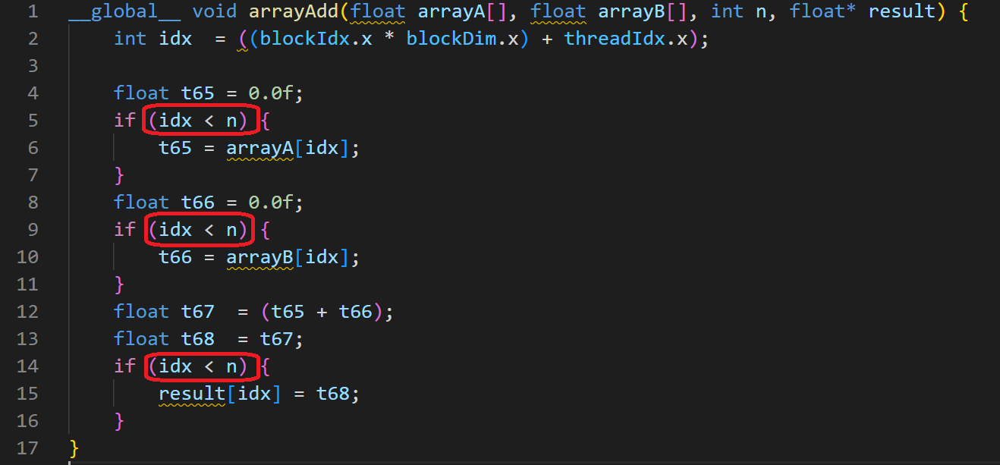 1 __global__ void arrayAdd(float arrayA[], float arrayB[], int n, float* result) {
2     int idx  = ((blockIdx.x * blockDim.x) + threadIdx.x);
3
4     float t65 = 0.0f;
5     if (idx < n) {
6         t65 = arrayA[idx];
7     }
8     float t66 = 0.0f;
9     if (idx < n) {
10         t66 = arrayB[idx];
11     }
12     float t67  = (t65 + t66);
13     float t68  = t67;
14     if (idx < n) {
15         result[idx] = t68;
16     }
17 }